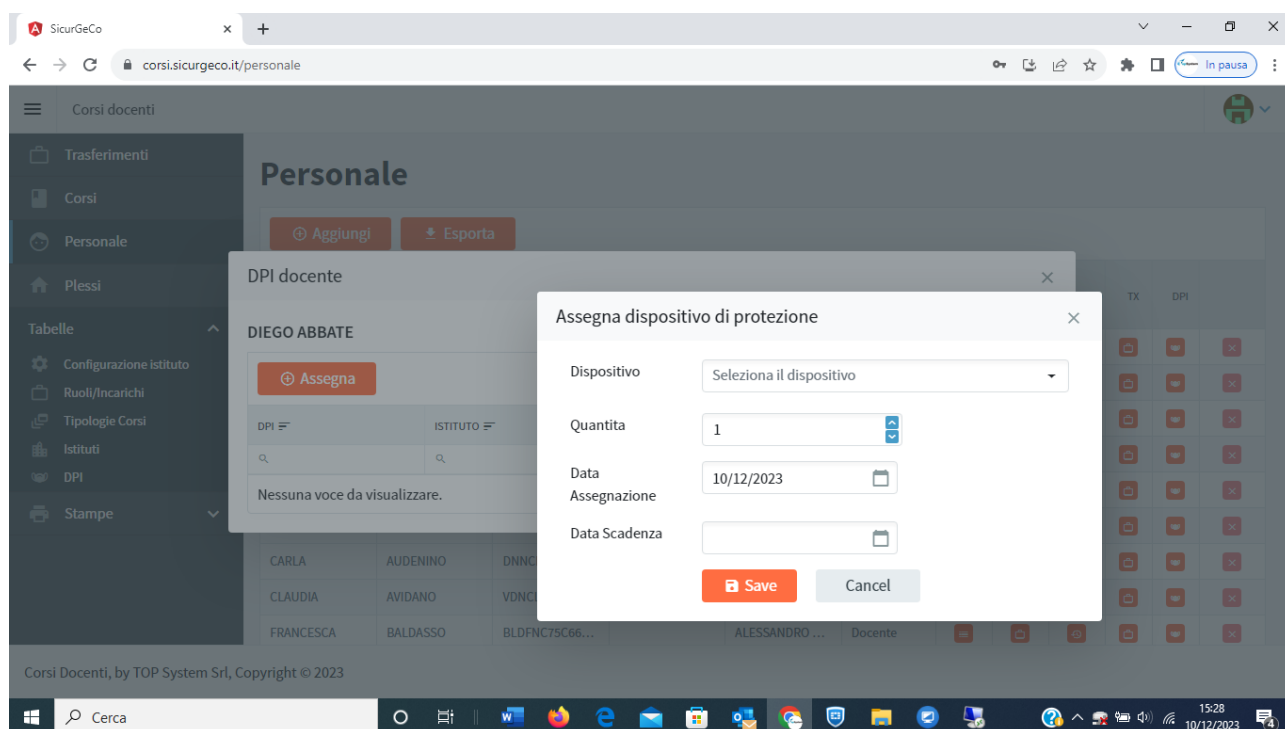 SicurGeCo
corsi.sicurgeco.it/personale
In pausa
Corsi docenti
Trasferimenti
Corsi
Personale
Plessi
Tabelle
Configurazione istituto
Ruoli/Incarichi
Tipologie Corsi
Istituti
DPI
Stampe
Personale
Aggiungi
Esporta
TX DPI
DPI docente
DIEGO ABBATE
Assegna
DPI ISTITUTO
Nessuna voce da visualizzare.
Assegna dispositivo di protezione
Dispositivo Seleziona il dispositivo
Quantita 1
Data
Assegnazione 10/12/2023
Data Scadenza
Save Cancel
CARLA AUDENINO
CLAUDIA AVIDANO
FRANCESCA BALDASSO BLDFNC75C66... ALESSANDRO ... Docente
Corsi Docenti, by TOP System Srl, Copyright © 2023
Cerca
15:28
10/12/2023